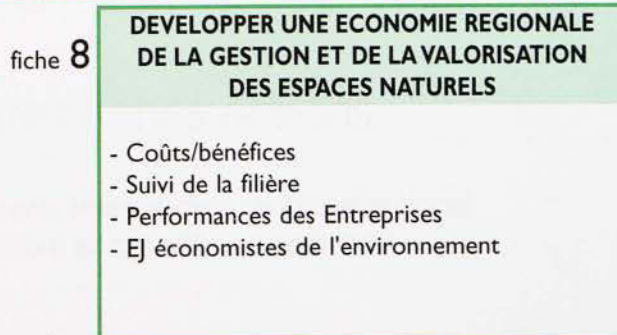 fiche 8
DEVELOPPER UNE ECONOMIE REGIONALE
DE LA GESTION ET DE LA VALORISATION
DES ESPACES NATURELS
- Coûts/bénéfices
- Suivi de la filière
- Performances des Entreprises
- EJ économistes de l'environnement